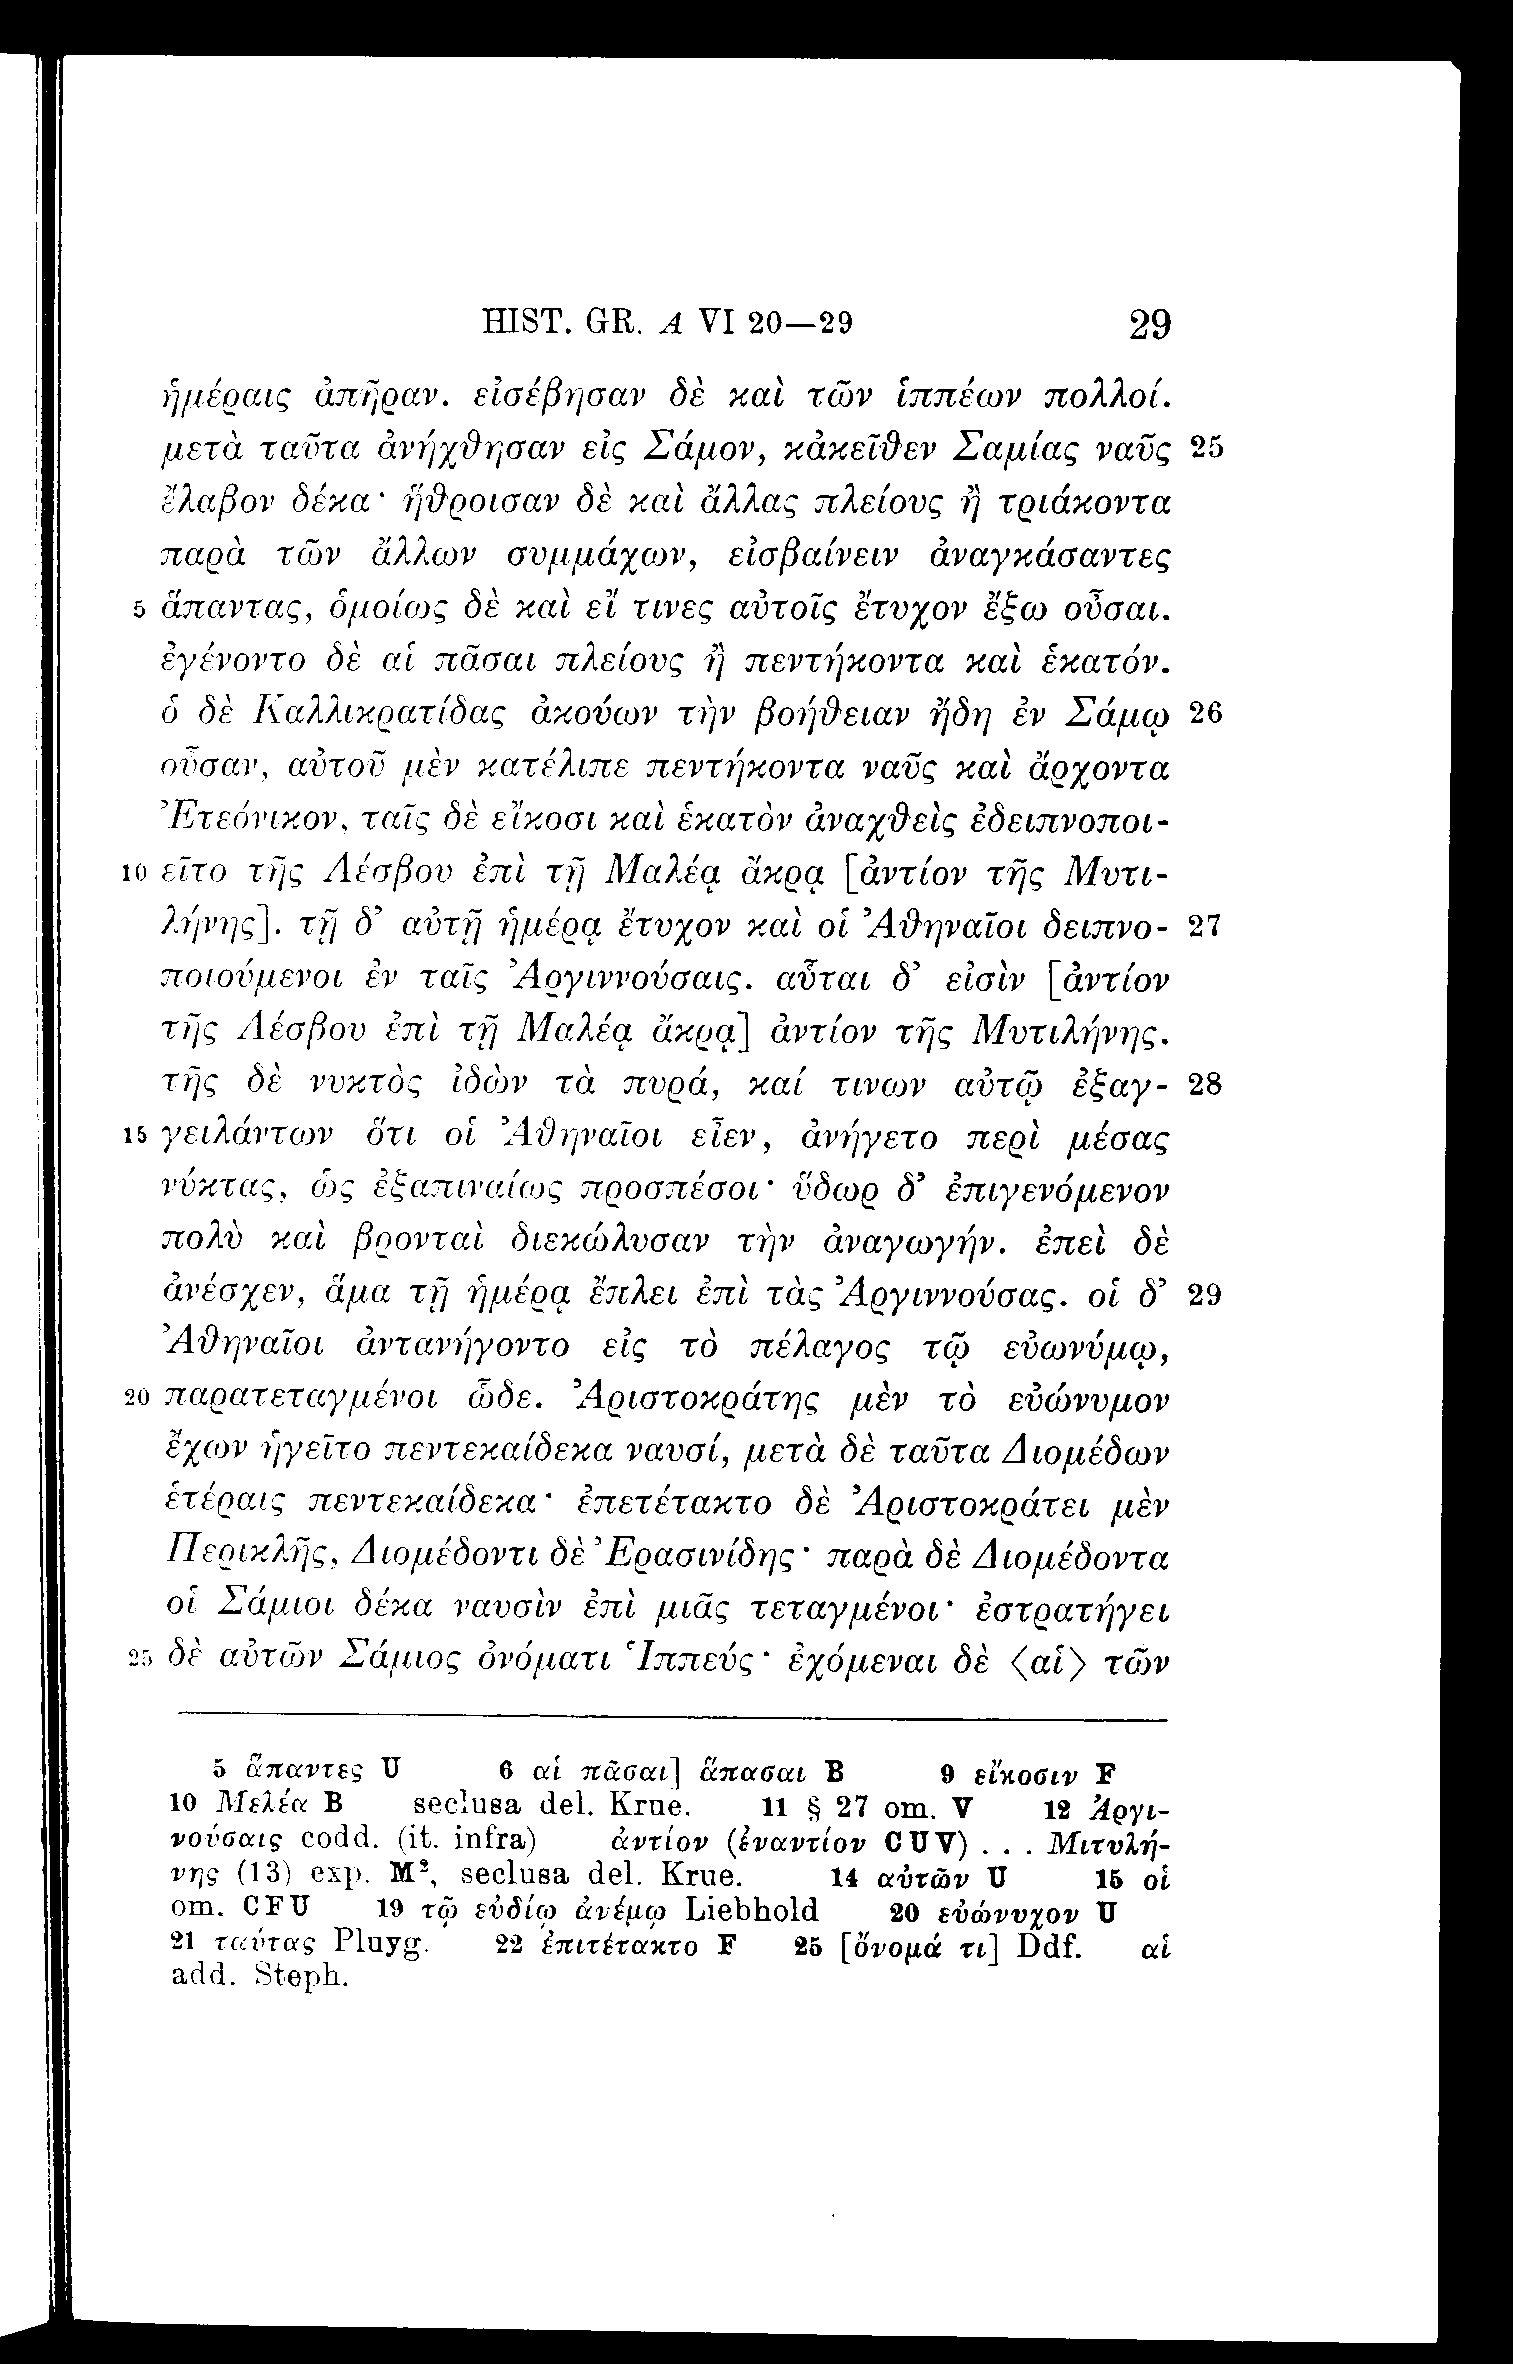 HIST. GR. A VI 20—29 29
ἡμέραις ἀπῆραν. εἰσέβησαν δὲ καὶ τῶν ἱππέων πολλοί.
μετὰ ταῦτα ἀνήχθησαν εἰς Σάμον, κἀκεῖθεν Σαμίας ναῦς 25
ἔλαβον δέκα· ἤθροισαν δὲ καὶ ἄλλας πλείους ἢ τριάκοντα
παρὰ τῶν ἄλλων συμμάχων, εἰσβαίνειν ἀναγκάσαντες
5 ἅπαντας, ὁμοίως δὲ καὶ εἴ τινες αὐτοῖς ἔτυχον ἔξω οὖσαι.
ἐγένοντο δὲ αἱ πᾶσαι πλείους ἢ πεντήκοντα καὶ ἑκατόν.
ὁ δὲ Καλλικρατίδας ἀκούων τὴν βοήθειαν ἤδη ἐν Σάμῳ 26
οὖσαν, αὐτοῦ μὲν κατέλιπε πεντήκοντα ναῦς καὶ ἄρχοντα
Ἐτεόνικον, ταῖς δὲ εἴκοσι καὶ ἑκατὸν ἀναχθεὶς ἐδειπνοποι-
10 εῖτο τῆς Λέσβου ἐπὶ τῇ Μαλέᾳ ἄκρᾳ [ἀντίον τῆς Μυτι-
λήνης]. τῇ δ’ αὐτῇ ἡμέρᾳ ἔτυχον καὶ οἱ Ἀθηναῖοι δειπνο- 27
ποιούμενοι ἐν ταῖς Ἀργιννούσαις. αὗται δ’ εἰσὶν [ἀντίον
τῆς Λέσβου ἐπὶ τῇ Μαλέᾳ ἄκρᾳ] ἀντίον τῆς Μυτιλήνης.
τῆς δὲ νυκτὸς ἰδὼν τὰ πυρά, καί τινων αὐτῷ ἐξαγ- 28
15 γειλάντων ὅτι οἱ Ἀθηναῖοι εἶεν, ἀνήγετο περὶ μέσας
νύκτας, ὡς ἐξαπιναίως προσπέσοι· ὕδωρ δ’ ἐπιγενόμενον
πολὺ καὶ βρονταὶ διεκώλυσαν τὴν ἀναγωγήν. ἐπεὶ δὲ
ἀνέσχεν, ἅμα τῇ ἡμέρᾳ ἔπλει ἐπὶ τὰς Ἀργιννούσας. οἱ δ’ 29
Ἀθηναῖοι ἀντανήγοντο εἰς τὸ πέλαγος τῷ εὐωνύμῳ,
20 παρατεταγμένοι ὧδε. Ἀριστοκράτης μὲν τὸ εὐώνυμον
ἔχων ἡγεῖτο πεντεκαίδεκα ναυσί, μετὰ δὲ ταῦτα Διομέδων
ἑτέραις πεντεκαίδεκα· ἐπετέτακτο δὲ Ἀριστοκράτει μὲν
Περικλῆς, Διομέδοντι δὲ Ἐρασινίδης· παρὰ δὲ Διομέδοντα
οἱ Σάμιοι δέκα ναυσὶν ἐπὶ μιᾶς τεταγμένοι· ἐστρατήγει
25 δὲ αὐτῶν Σάμιος ὀνόματι Ἱππεύς· ἐχόμεναι δὲ ⟨αἱ⟩ τῶν
5 ἅπαντες U 6 αἱ πᾶσαι] ἅπασαι B 9 εἴκοσιν F
10 Μελέα B seclusa del. Krue. 11 § 27 om. V 12 Ἀργι-
νούσαις codd. (it. infra) ἀντίον (ἐναντίον CUV) . . . Μιτυλή-
νης (13) exp. M², seclusa del. Krue. 14 αὐτῶν U 15 οἱ
om. CFU 19 τῷ εὐδίῳ ἀνέμῳ Liebhold 20 εὐώνυχον U
21 ταύτας Pluyg. 22 ἐπιτέτακτο F 25 [ὄνομά τι] Ddf. αἱ
add. Steph.